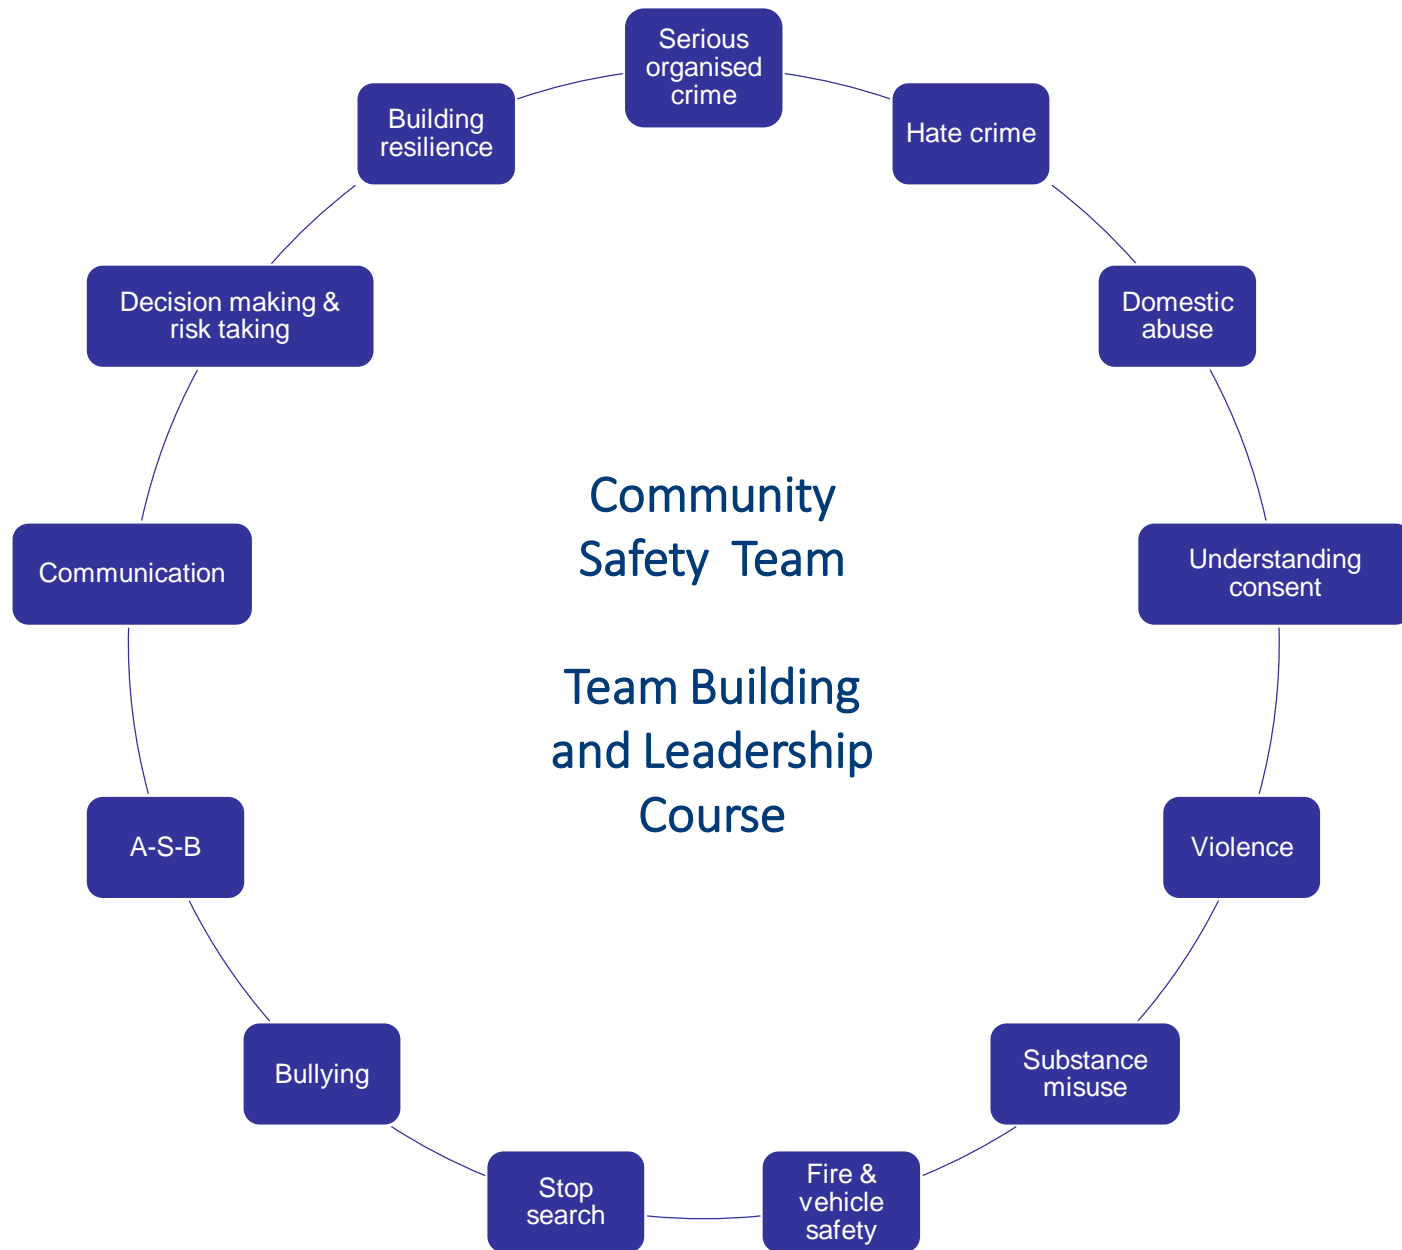 Serious
organised
crime
Hate crime
Domestic
abuse
Understanding
consent
Violence
Substance
misuse
Fire &
vehicle
safety
Stop
search
Bullying
A-S-B
Communication
Decision making &
risk taking
Building
resilience
Community
Safety  Team
Team Building
and Leadership
Course